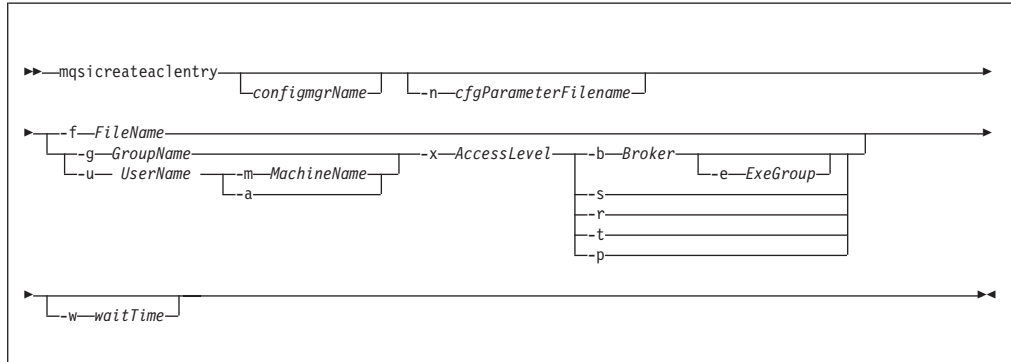 mqsicreateaclentry
configmgrName -n cfgParameterFilename
-f FileName
-g GroupName -x AccessLevel -b Broker
-u UserName -m MachineName -e ExeGroup
-a -s
-r
-t
-p
-w waitTime